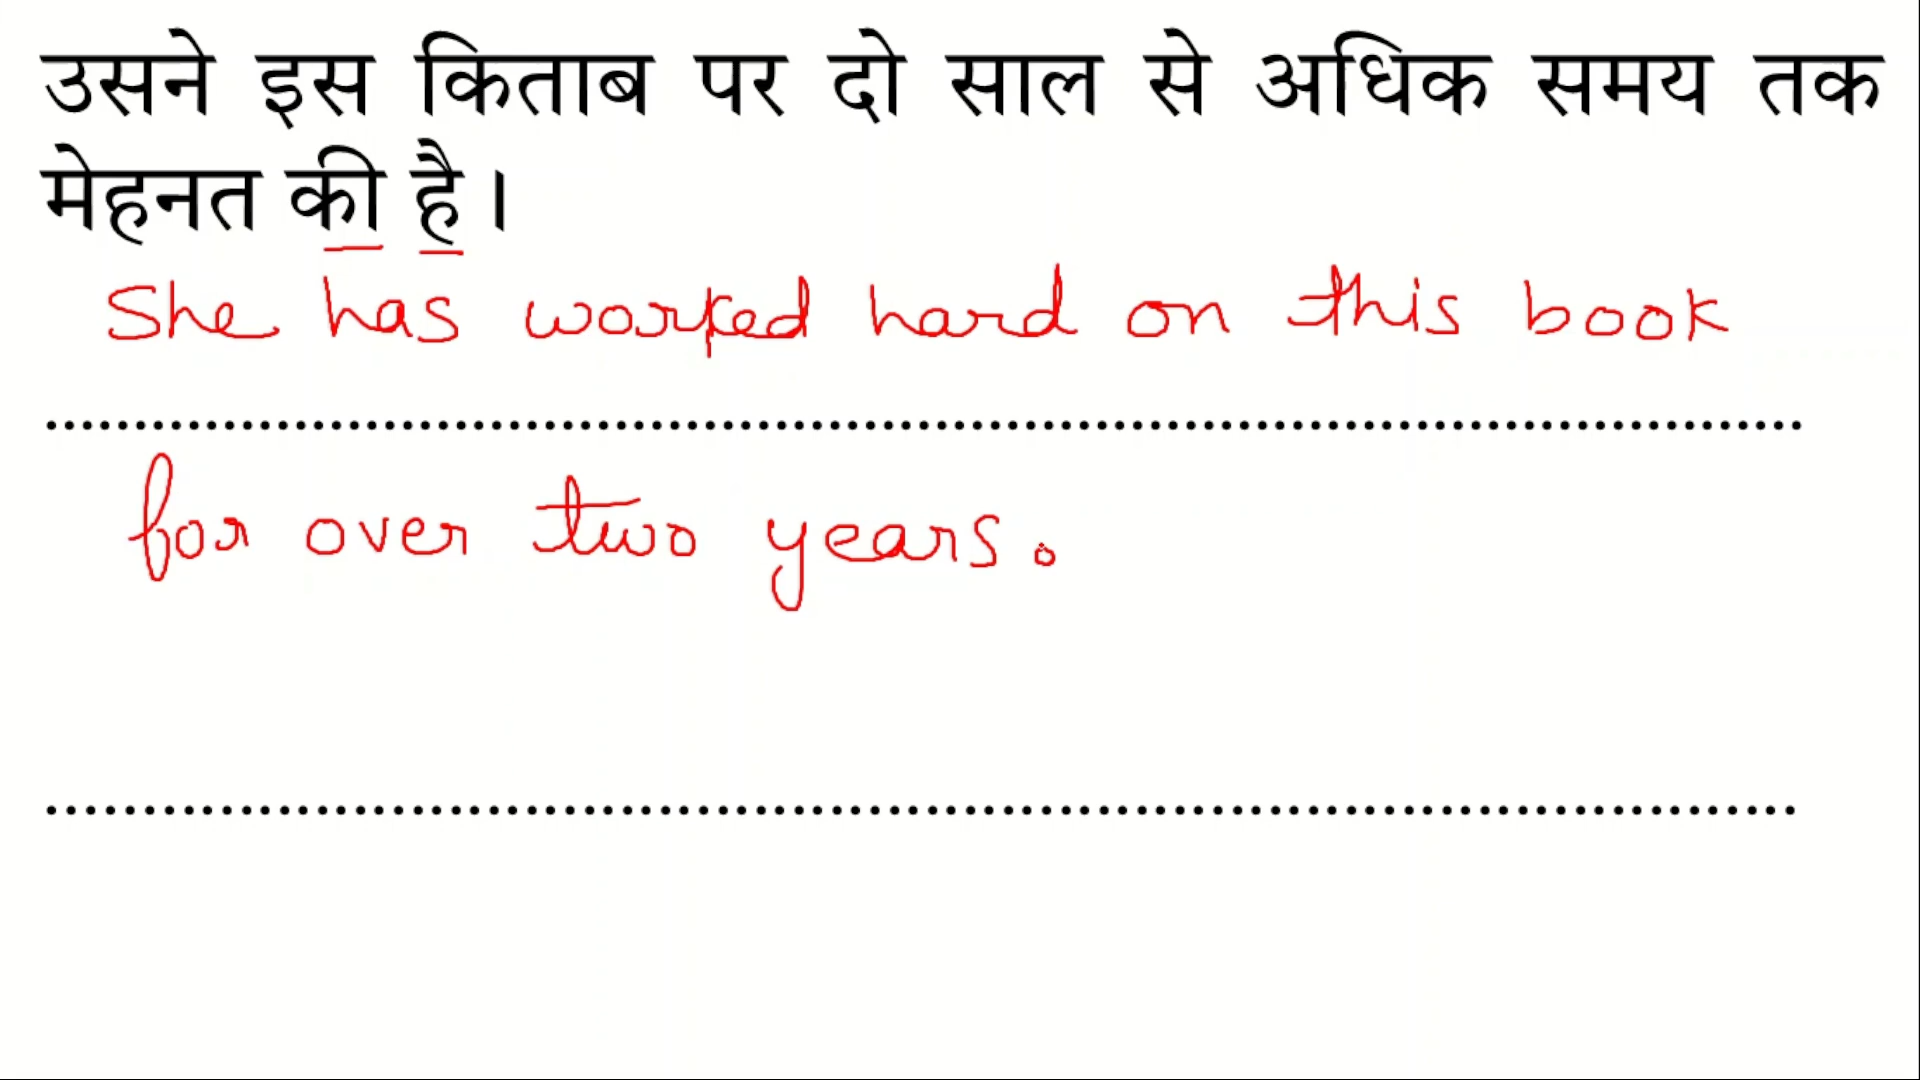 उसने इस किताब पर दो साल से अधिक समय तक
मेहनत की है।
She has worked hard on this book
for over two years.